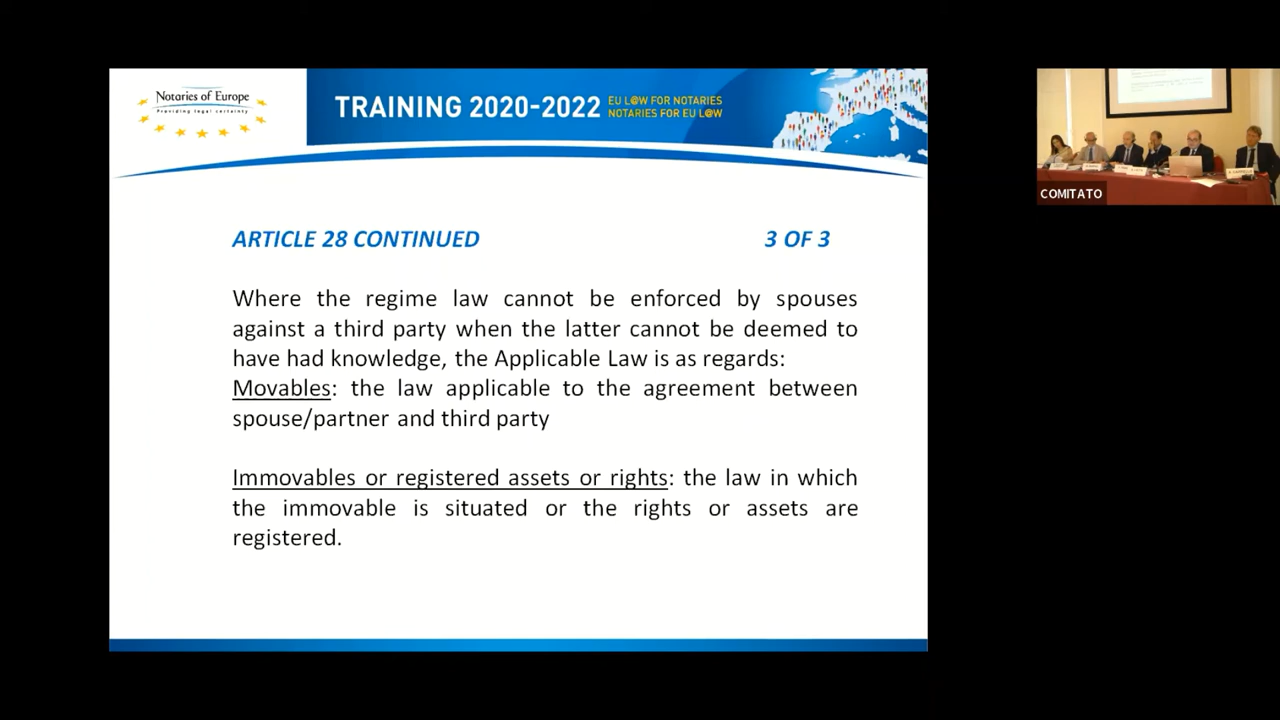 Notaries of Europe
Providing legal certainty
TRAINING 2020-2022
EU L@W FOR NOTARIES
NOTARIES FOR EU L@W
COMITATO
ARTICLE 28 CONTINUED 3 OF 3
Where the regime law cannot be enforced by spouses
against a third party when the latter cannot be deemed to
have had knowledge, the Applicable Law is as regards:
Movables: the law applicable to the agreement between
spouse/partner and third party
Immovables or registered assets or rights: the law in which
the immovable is situated or the rights or assets are
registered.